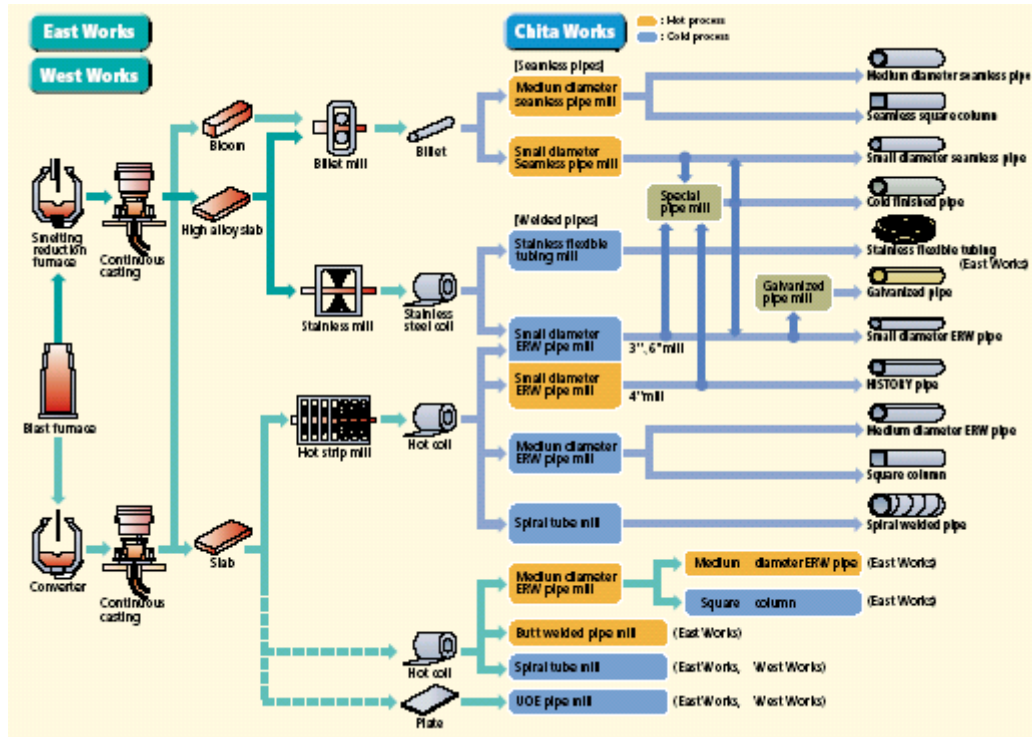 East Works
West Works
Chita Works
: Hot process
: Cold process
[Seamless pipes]
Medium diameter
seamless pipe mill
Medium diameter seamless pipe
Seamless square column
Bloom
Billet mill
Billet
Small diameter
Seamless pipe mill
Small diameter seamless pipe
Special
pipe mill
Cold finished pipe
Smelting
reduction
furnace
Continuous
casting
High alloy slab
[Welded pipes]
Stainless flexible
tubing mill
Stainless flexible tubing
(East Works)
Stainless mill
Stainless
steel coil
Galvanized
pipe mill
Galvanized pipe
Small diameter
ERW pipe mill
3", 6" mill
Small diameter ERW pipe
Small diameter
ERW pipe mill
4" mill
HISTORY pipe
Blast furnace
Hot strip mill
Hot coil
Medium diameter
ERW pipe mill
Medium diameter ERW pipe
Square column
Spiral tube mill
Spiral welded pipe
Converter
Continuous
casting
Slab
Medium diameter
ERW pipe mill
Medium diameter ERW pipe
(East Works)
Square column
(East Works)
Butt welded pipe mill
(East Works)
Hot coil
Spiral tube mill
(East Works, West Works)
Plate
UOE pipe mill
(East Works, West Works)